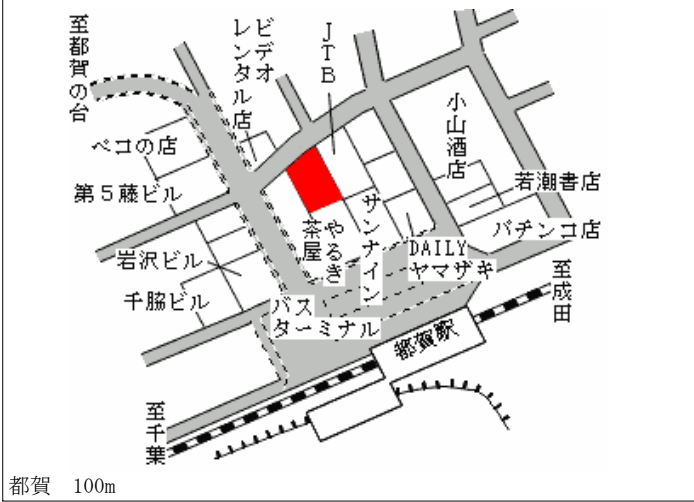 至都賀の台
ビデオ
レンタル店
JTB
小山酒店
ペコの店
第5藤ビル
若潮書店
パチンコ店
サンナイン
やるき
茶屋
DAILY
ヤマザキ
岩沢ビル
千脇ビル
バス
ターミナル
至成田
都賀駅
至千葉
都賀 100m